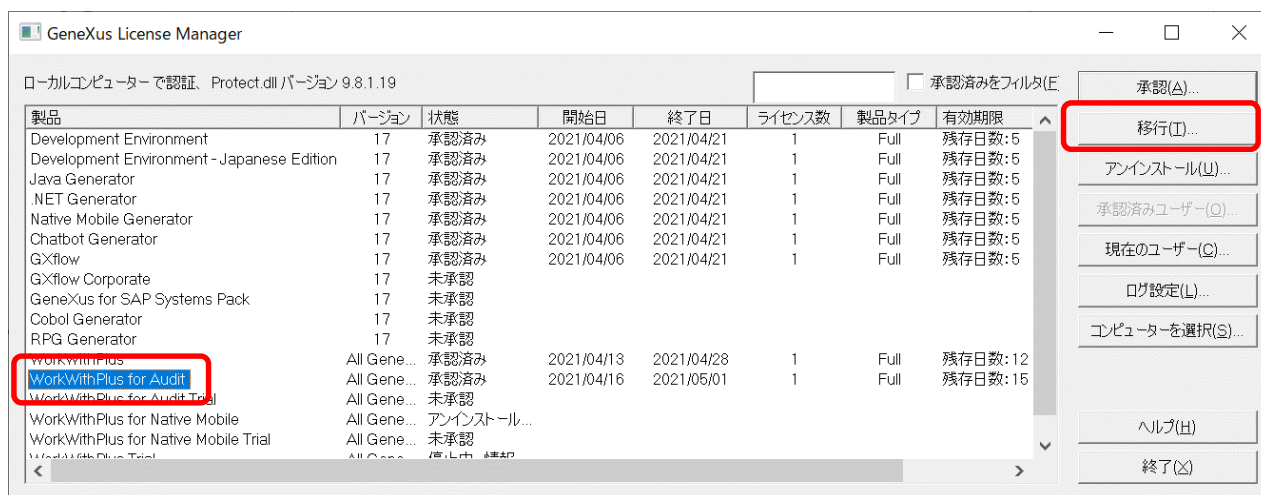 GeneXus License Manager
ローカルコンピューター で認証、Protect.dll バージョン 9.8.1.19
承認済みをフィルタ(F
製品 バージョン 状態 開始日 終了日 ライセンス数 製品タイプ 有効期限
Development Environment 17 承認済み 2021/04/06 2021/04/21 1 Full 残存日数:5
Development Environment - Japanese Edition 17 承認済み 2021/04/06 2021/04/21 1 Full 残存日数:5
Java Generator 17 承認済み 2021/04/06 2021/04/21 1 Full 残存日数:5
.NET Generator 17 承認済み 2021/04/06 2021/04/21 1 Full 残存日数:5
Native Mobile Generator 17 承認済み 2021/04/06 2021/04/21 1 Full 残存日数:5
Chatbot Generator 17 承認済み 2021/04/06 2021/04/21 1 Full 残存日数:5
GXflow 17 承認済み 2021/04/06 2021/04/21 1 Full 残存日数:5
GXflow Corporate 17 未承認
GeneXus for SAP Systems Pack 17 未承認
Cobol Generator 17 未承認
RPG Generator 17 未承認
WorkWithPlus All Gene... 承認済み 2021/04/13 2021/04/28 1 Full 残存日数:12
WorkWithPlus for Audit All Gene... 承認済み 2021/04/16 2021/05/01 1 Full 残存日数:15
WorkWithPlus for Audit Trial All Gene... 未承認
WorkWithPlus for Native Mobile All Gene... アンインストール...
WorkWithPlus for Native Mobile Trial All Gene... 未承認
WorkWithPlus Trial All Gene... 停止中
承認(A)...
移行(T)...
アンインストール(U)...
承認済みユーザー(O)...
現在のユーザー(C)...
ログ設定(L)...
コンピューターを選択(S)...
ヘルプ(H)
終了(X)